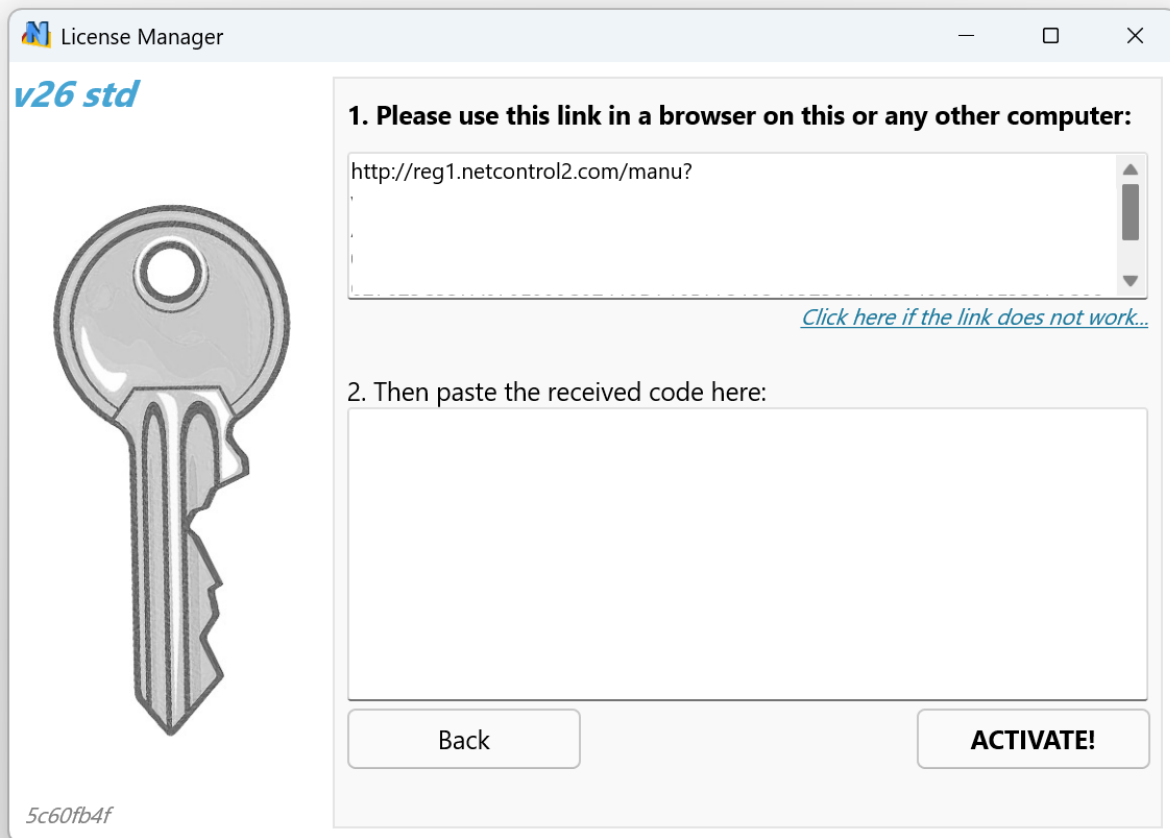 License Manager
v26 std
1. Please use this link in a browser on this or any other computer:
http://reg1.netcontrol2.com/manu?
Click here if the link does not work...
2. Then paste the received code here:
Back
ACTIVATE!
5c60fb4f